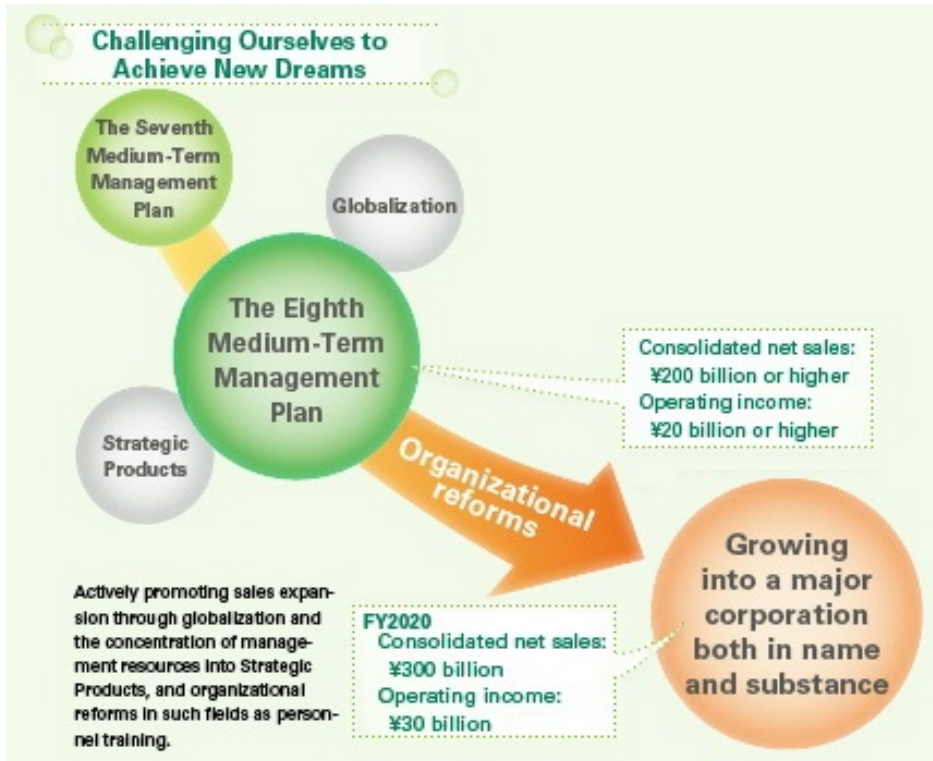 Challenging Ourselves to
Achieve New Dreams
The Seventh
Medium-Term
Management
Plan
Globalization
The Eighth
Medium-Term
Management
Plan
Strategic
Products
Consolidated net sales:
¥200 billion or higher
Operating income:
¥20 billion or higher
Organizational
reforms
Growing
into a major
corporation
both in name
and substance
Actively promoting sales expan-
sion through globalization and
the concentration of manage-
ment resources into Strategic
Products, and organizational
reforms in such fields as person-
nel training.
FY2020
Consolidated net sales:
¥300 billion
Operating income:
¥30 billion